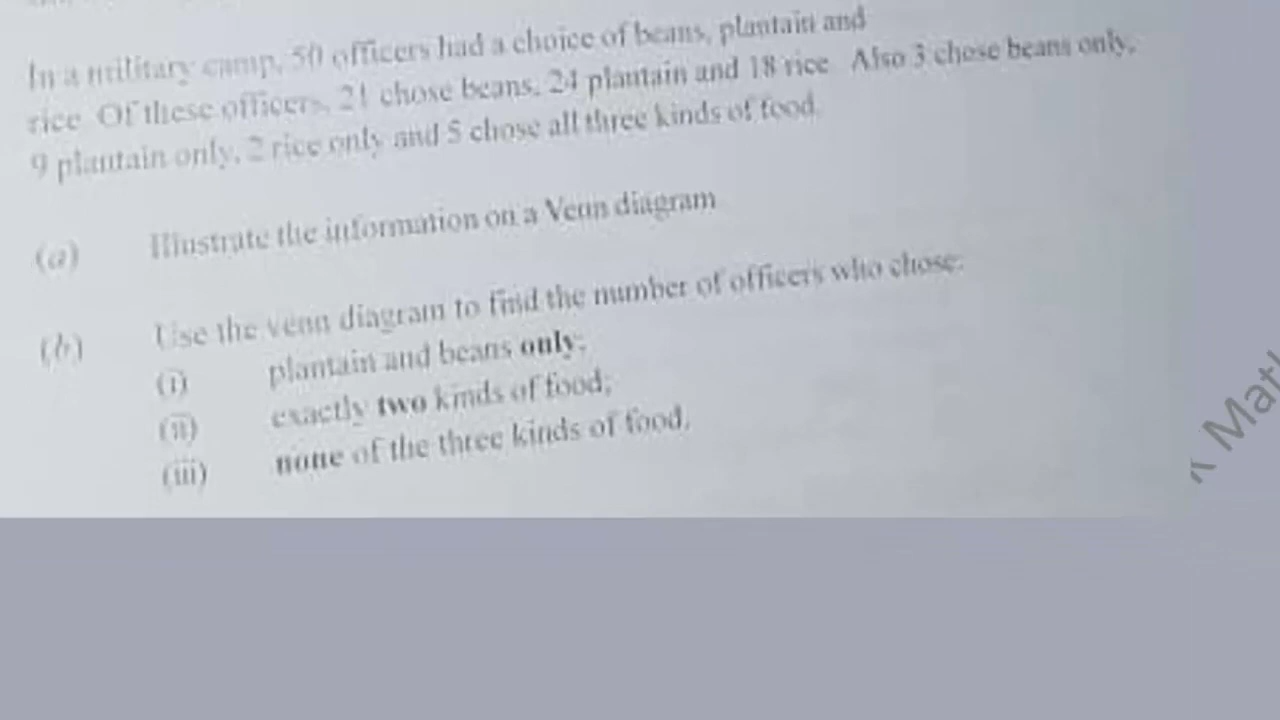 In a military camp, 50 officers had a choice of beans, plantain and
rice. Of these officers, 21 chose beans, 24 plantain and 18 rice. Also 3 chose beans only,
9 plantain only, 2 rice only and 5 chose all three kinds of food.
(a) Illustrate the information on a Venn diagram
(b) Use the venn diagram to find the number of officers who chose:
(i) plantain and beans only;
(ii) exactly two kinds of food;
(iii) none of the three kinds of food.